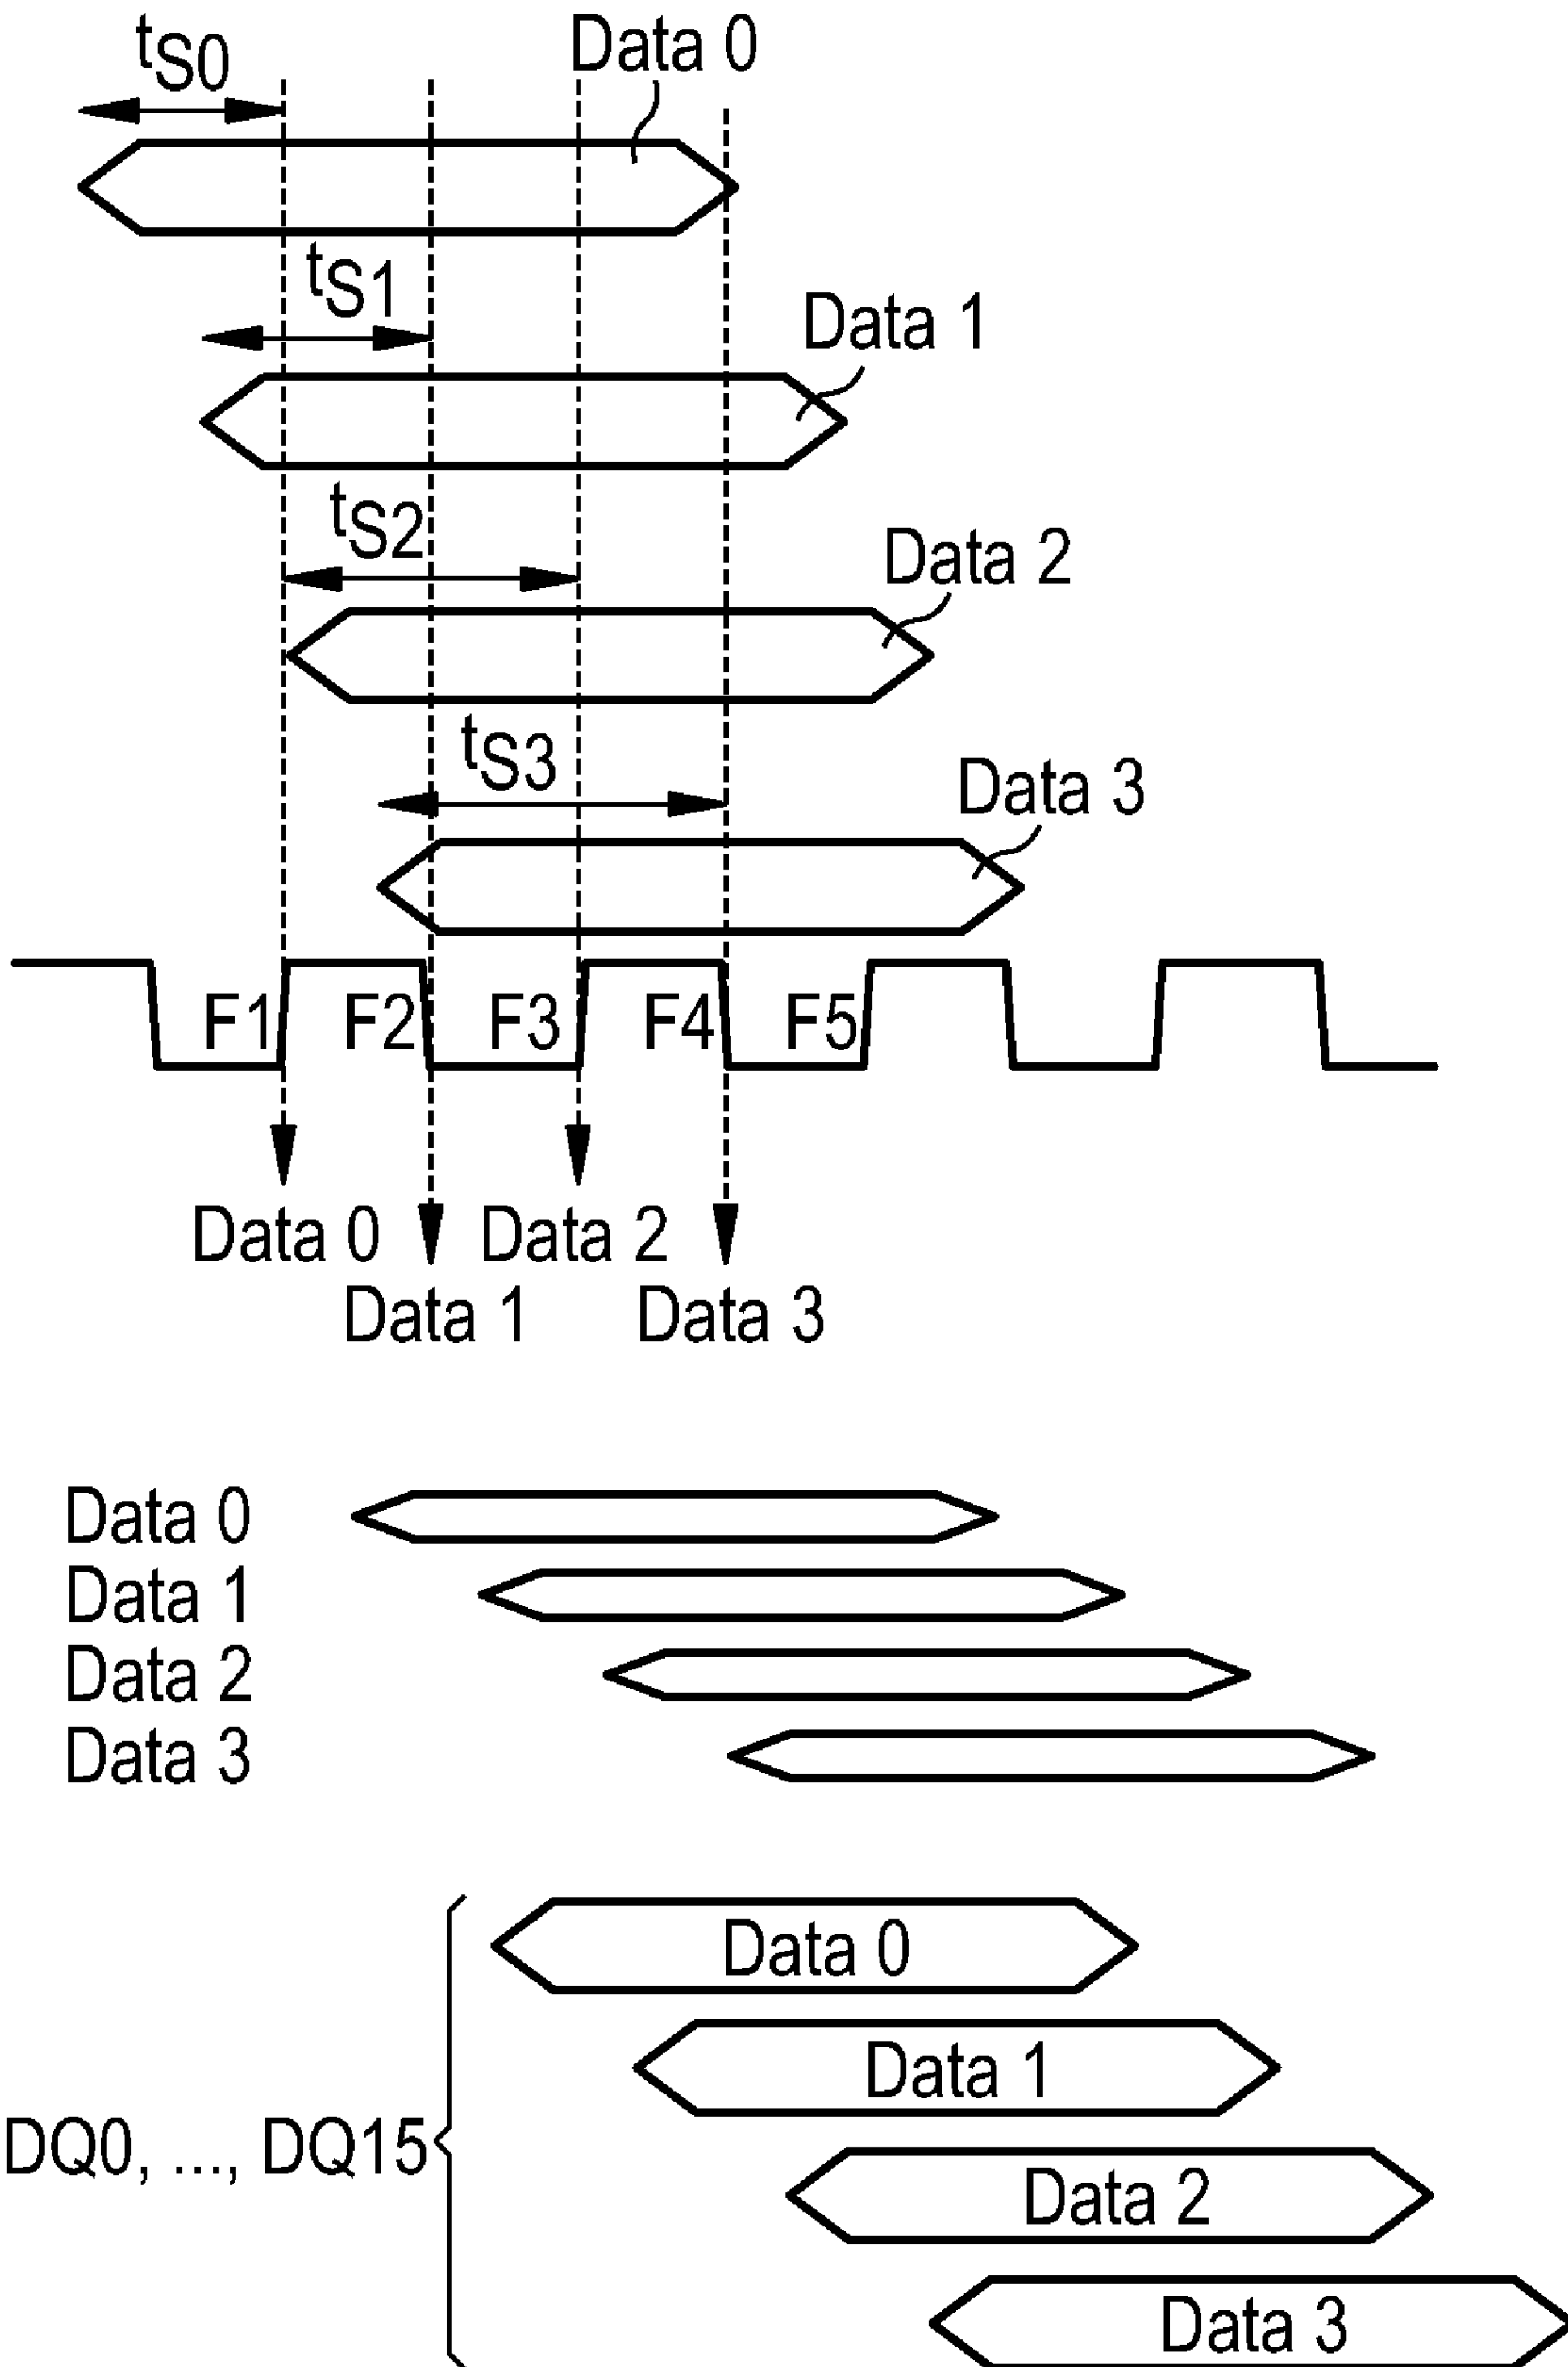 tS0
Data 0
tS1
Data 1
tS2
Data 2
tS3
Data 3
F1 F2 F3 F4 F5
Data 0 Data 2
Data 1 Data 3
Data 0
Data 1
Data 2
Data 3
Data 0
Data 1
DQ0, ..., DQ15
Data 2
Data 3